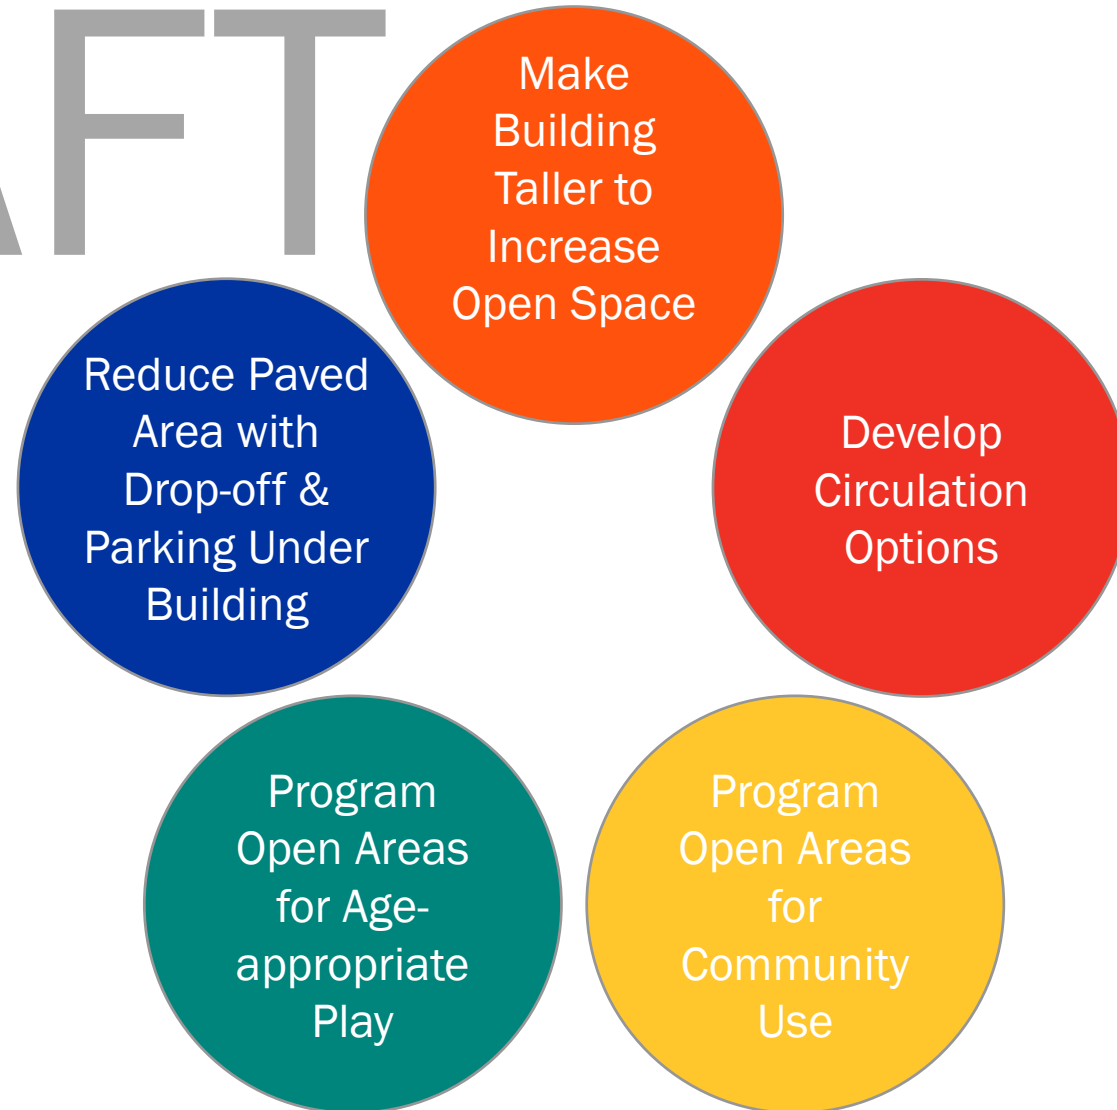 AFT
Make
Building
Taller to
Increase
Open Space
Reduce Paved
Area with
Drop-off &
Parking Under
Building
Develop
Circulation
Options
Program
Open Areas
for Age-
appropriate
Play
Program
Open Areas
for
Community
Use